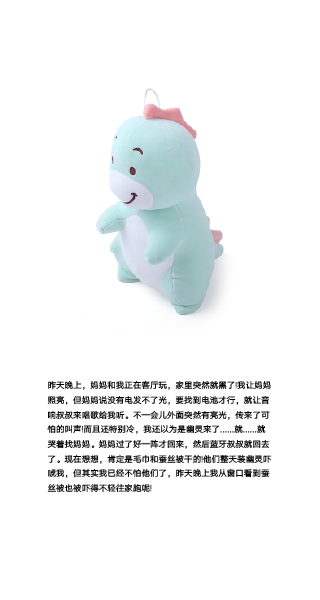 昨天晚上，妈妈和我正在客厅玩，家里突然就黑了!我让妈妈
照亮，但妈妈说没有电发不了光，要找到电池才行，就让音
响叔叔来唱歌给我听。不一会儿外面突然有亮光，传来了可
怕的叫声!而且还特别冷，我还以为是幽灵来了……就……就
哭着找妈妈。妈妈过了好一阵才回来，然后蓝牙叔叔就回去
了。现在想想，肯定是毛巾和蚕丝被干的!他们整天装幽灵吓
唬我，但其实我已经不怕他们了，昨天晚上我从窗口看到蚕
丝被也被吓得不轻往家跑呢!